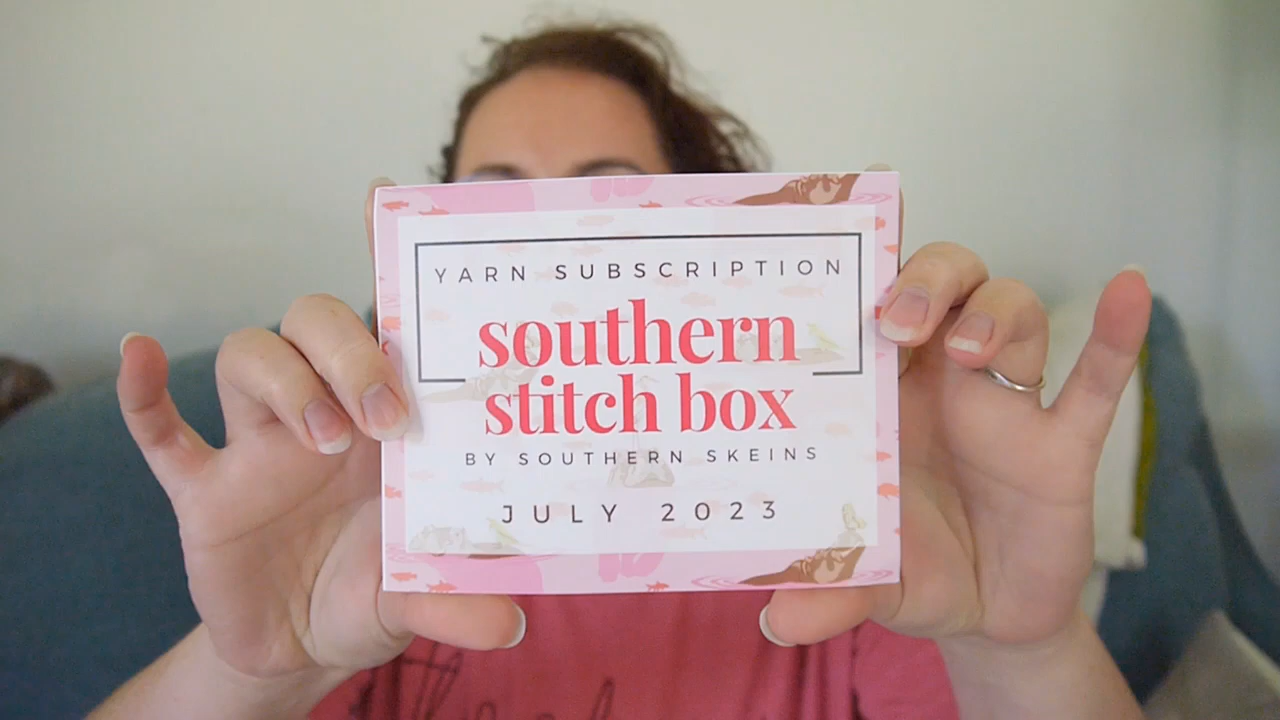 YARN SUBSCRIPTION
southern
stitch box
BY SOUTHERN SKEINS
JULY 2023